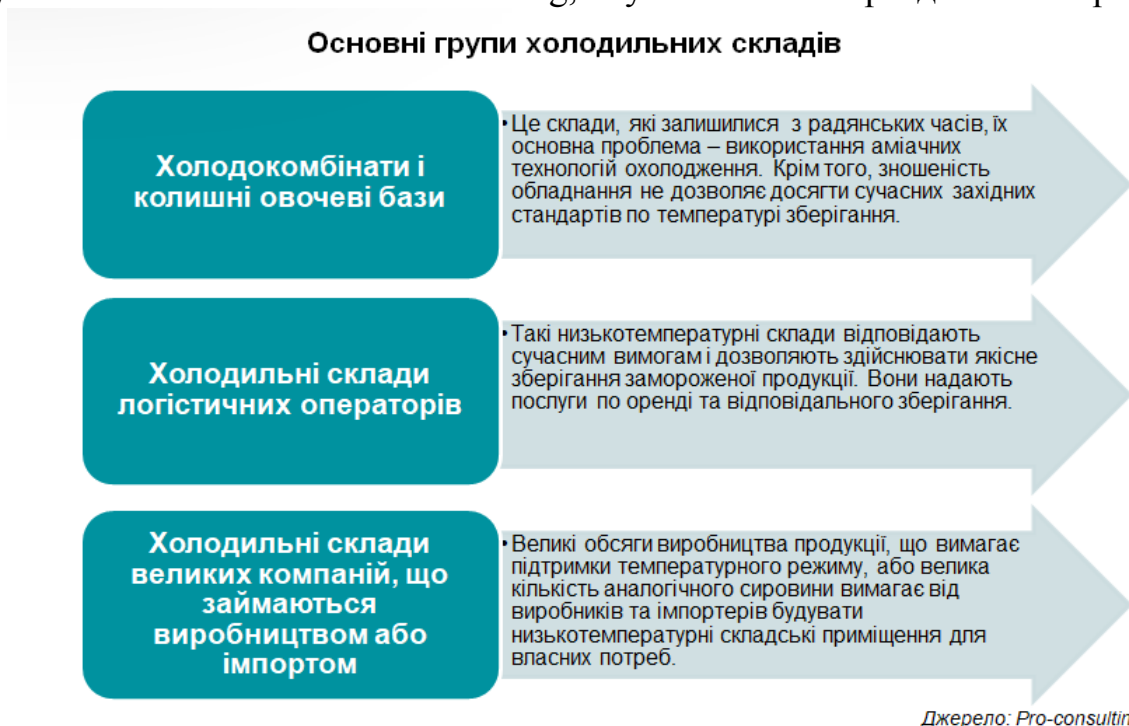 Основні групи холодильних складів
Холодокомбінати і
колишні овочеві бази
•Це склади, які залишилися з радянських часів, їх
основна проблема – використання аміачних
технологій охолодження. Крім того, зношеність
обладнання не дозволяє досягти сучасних західних
стандартів по температурі зберігання.
Холодильні склади
логістичних операторів
•Такі низькотемпературні склади відповідають
сучасним вимогам і дозволяють здійснювати якісне
зберігання замороженої продукції. Вони надають
послуги по оренді та відповідального зберігання.
Холодильні склади
великих компаній, що
займаються
виробництвом або
імпортом
•Великі обсяги виробництва продукції, що вимагає
підтримки температурного режиму, або велика
кількість аналогічного сировини вимагає від
виробників та імпортерів будувати
низькотемпературні складські приміщення для
власних потреб.
Джерело: Pro-consultin